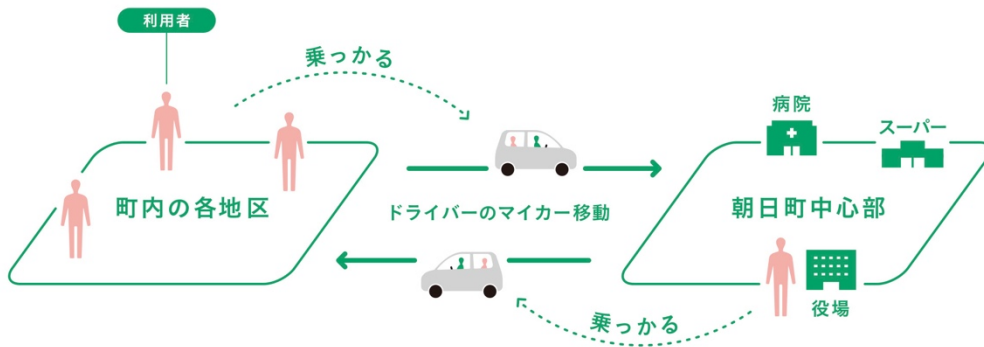 利用者
乗っかる
病院
スーパー
町内の各地区
ドライバーのマイカー移動
朝日町中心部
役場
乗っかる